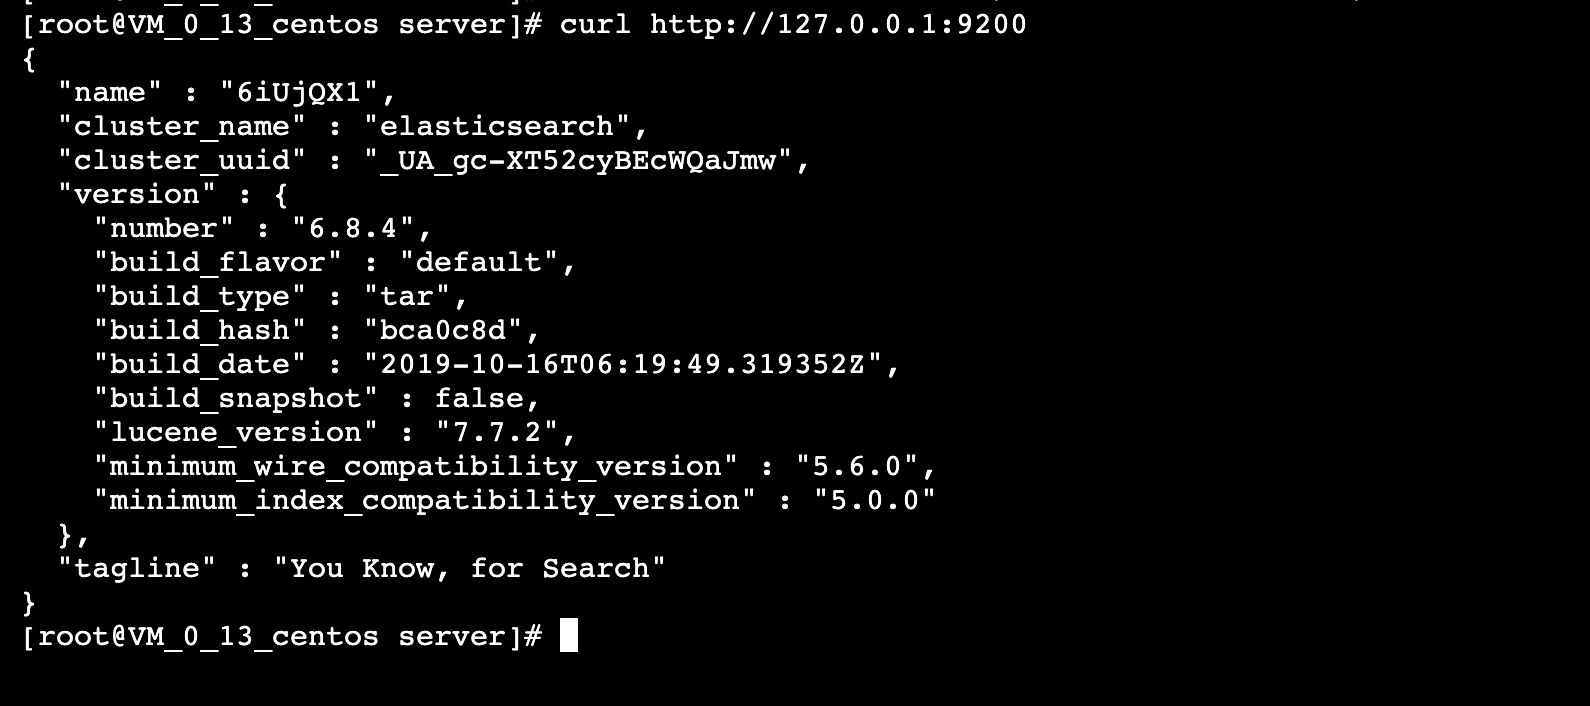 [root@VM_0_13_centos server]# curl http://127.0.0.1:9200
{
  "name" : "6iUjQX1",
  "cluster_name" : "elasticsearch",
  "cluster_uuid" : "_UA_gc-XT52cyBEcWQaJmw",
  "version" : {
    "number" : "6.8.4",
    "build_flavor" : "default",
    "build_type" : "tar",
    "build_hash" : "bca0c8d",
    "build_date" : "2019-10-16T06:19:49.319352Z",
    "build_snapshot" : false,
    "lucene_version" : "7.7.2",
    "minimum_wire_compatibility_version" : "5.6.0",
    "minimum_index_compatibility_version" : "5.0.0"
  },
  "tagline" : "You Know, for Search"
}
[root@VM_0_13_centos server]#